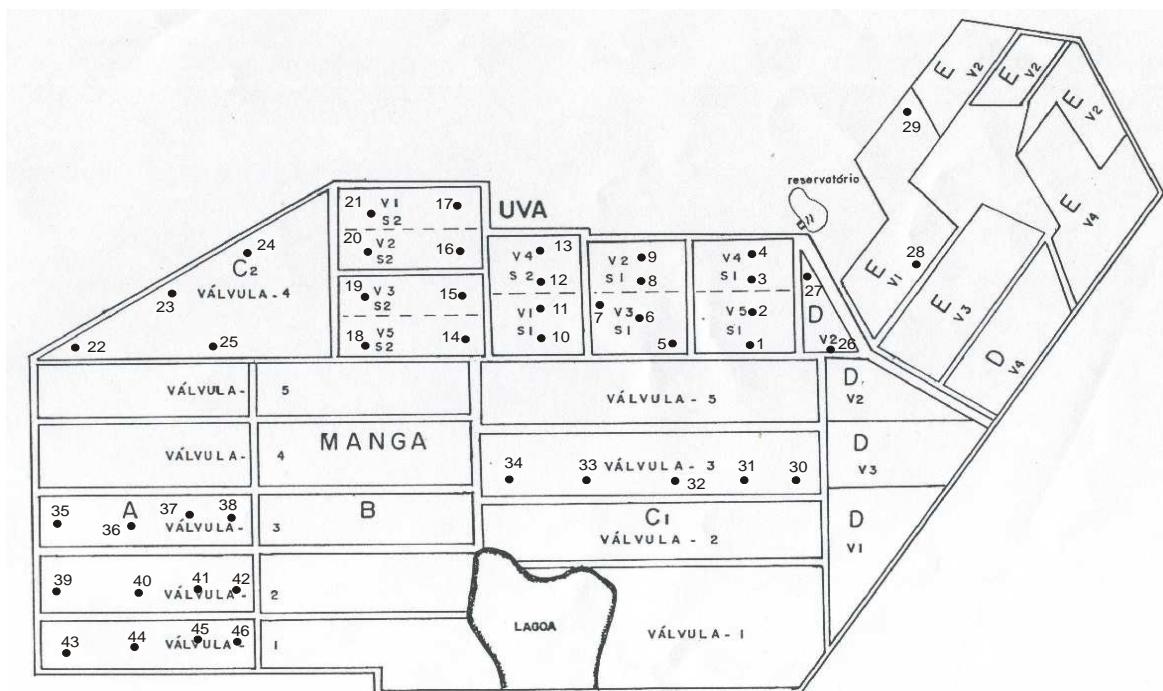 E V2
E V2
E V2
29
reservatório
E V4
21 V1 17
S2
UVA
20 V2 16
S2
24
C2
V4 13
S2 12
V2 9
S1 8
V4 4
S1 3
28
E V1
27
23
VÁLVULA - 4
19 V3 15
S2
V1 11
S1 10
7 V3 6
S1
V5 2
S1
D
E V3
22
25
18 V5 14
S2
5
1
V2 26
D V4
VÁLVULA - 5
VÁLVULA - 5
D
V2
MANGA
VÁLVULA - 4
34 33 VÁLVULA - 3 31 30
32
D
V3
35 A 37 38
36 VÁLVULA - 3
B
C1
VÁLVULA - 2
D
V1
39 40 41 42
VÁLVULA - 2
LAGOA
VÁLVULA - 1
43 44 45 46
VÁLVULA - 1